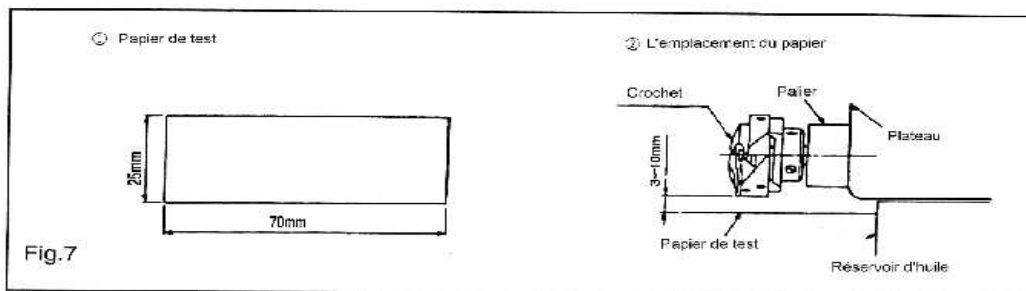 ① Papier de test
② L'emplacement du papier
Crochet
Palier
Plateau
25mm
3~10mm
70mm
Papier de test
Réservoir d'huile
Fig.7